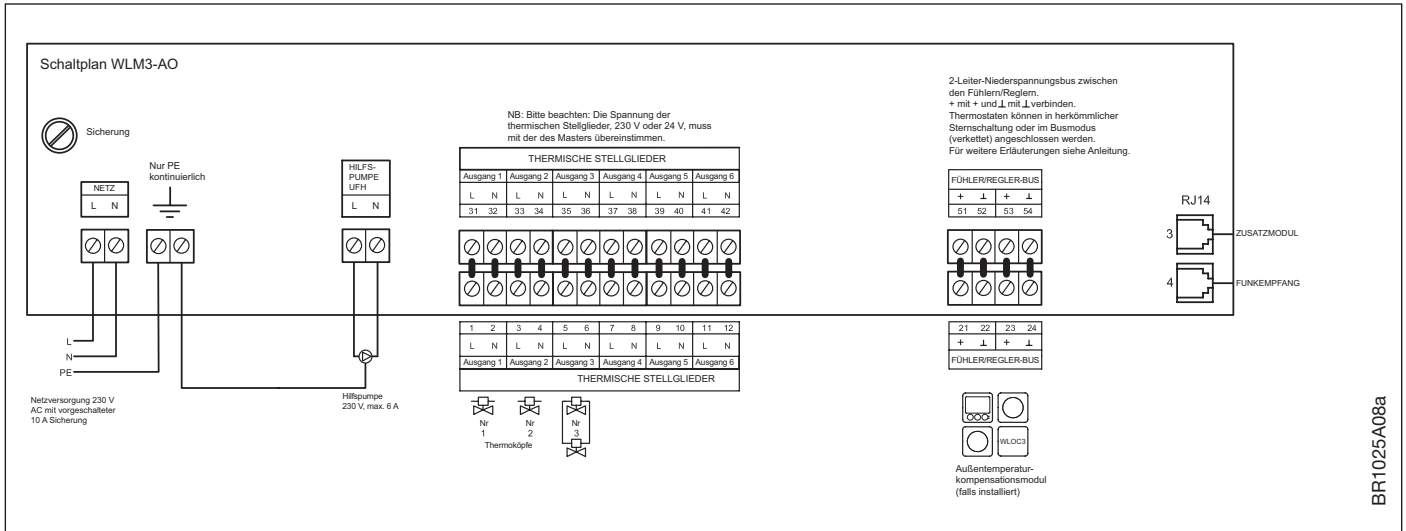 Schaltplan WLM3-AO
Sicherung
Nur PE
kontinuierlich
NETZ
L N
HILFS-
PUMPE
UFH
L N
NB: Bitte beachten: Die Spannung der
thermischen Stellglieder, 230 V oder 24 V, muss
mit der des Masters übereinstimmen.
THERMISCHE STELLGLIEDER
Ausgang 1 Ausgang 2 Ausgang 3 Ausgang 4 Ausgang 5 Ausgang 6
L N L N L N L N L N L N
31 32 33 34 35 36 37 38 39 40 41 42
2-Leiter-Niederspannungsbus zwischen
den Fühlern/Reglern.
+ mit + und ⊥ mit ⊥ verbinden.
Thermostaten können in herkömmlicher
Sternschaltung oder im Busmodus
(verkettet) angeschlossen werden.
Für weitere Erläuterungen siehe Anleitung.
FÜHLER/REGLER-BUS
+ ⊥ + ⊥
51 52 53 54
RJ14
3 ZUSATZMODUL
4 FUNKEMPFANG
L
N
PE
Netzversorgung 230 V
AC mit vorgeschalteter
10 A Sicherung
Hilfspumpe
230 V, max. 6 A
1 2 3 4 5 6 7 8 9 10 11 12
L N L N L N L N L N L N
Ausgang 1 Ausgang 2 Ausgang 3 Ausgang 4 Ausgang 5 Ausgang 6
THERMISCHE STELLGLIEDER
Nr Nr Nr
1 2 3
Thermoköpfe
21 22 23 24
+ ⊥ + ⊥
FÜHLER/REGLER-BUS
WLOC3
Außentemperatur-
kompensationsmodul
(falls installiert)
BR1025A08a